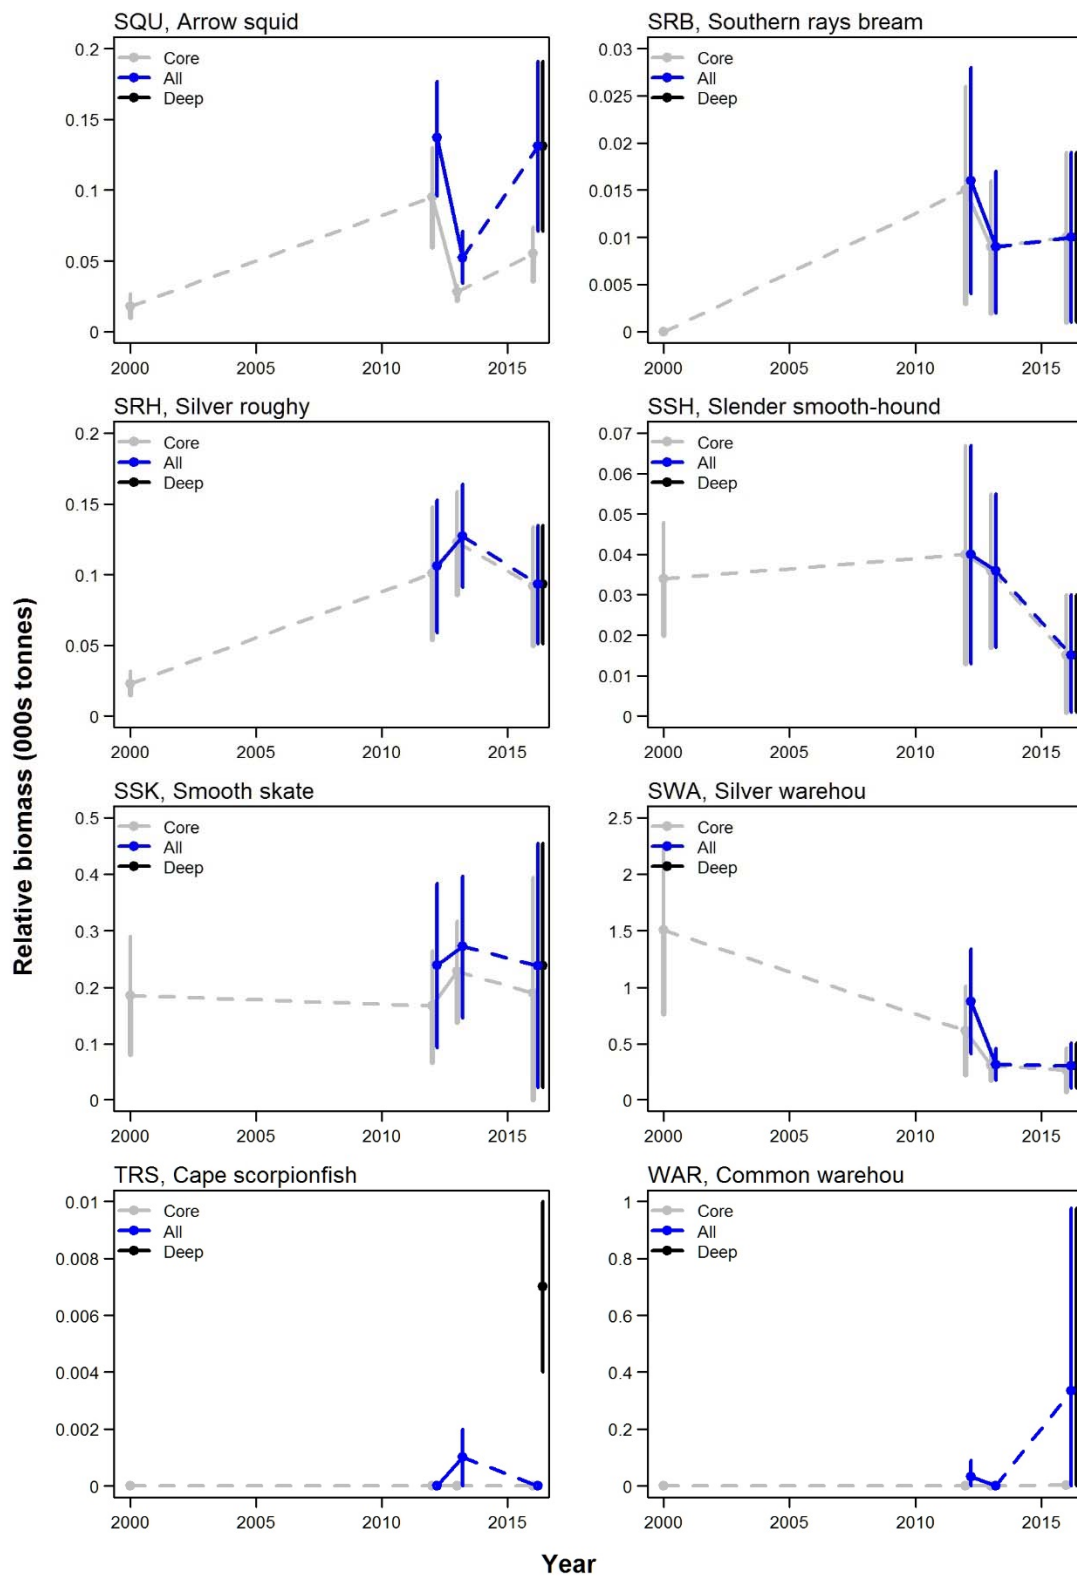 SQU, Arrow squid
0.2
0.15
0.1
0.05
0
Core
All
Deep
2000
2005
2010
2015
SRB, Southern rays bream
0.03
0.025
0.02
0.015
0.01
0.005
0
Core
All
Deep
2000
2005
2010
2015
SRH, Silver roughy
0.2
0.15
0.1
0.05
0
Core
All
Deep
2000
2005
2010
2015
SSH, Slender smooth-hound
0.07
0.06
0.05
0.04
0.03
0.02
0.01
0
Core
All
Deep
2000
2005
2010
2015
SSK, Smooth skate
0.5
0.4
0.3
0.2
0.1
0
Core
All
Deep
2000
2005
2010
2015
SWA, Silver warehou
2.5
2
1.5
1
0.5
0
Core
All
Deep
2000
2005
2010
2015
TRS, Cape scorpionfish
0.01
0.008
0.006
0.004
0.002
0
Core
All
Deep
2000
2005
2010
2015
WAR, Common warehou
1
0.8
0.6
0.4
0.2
0
Core
All
Deep
2000
2005
2010
2015
Relative biomass (000s tonnes)
Year